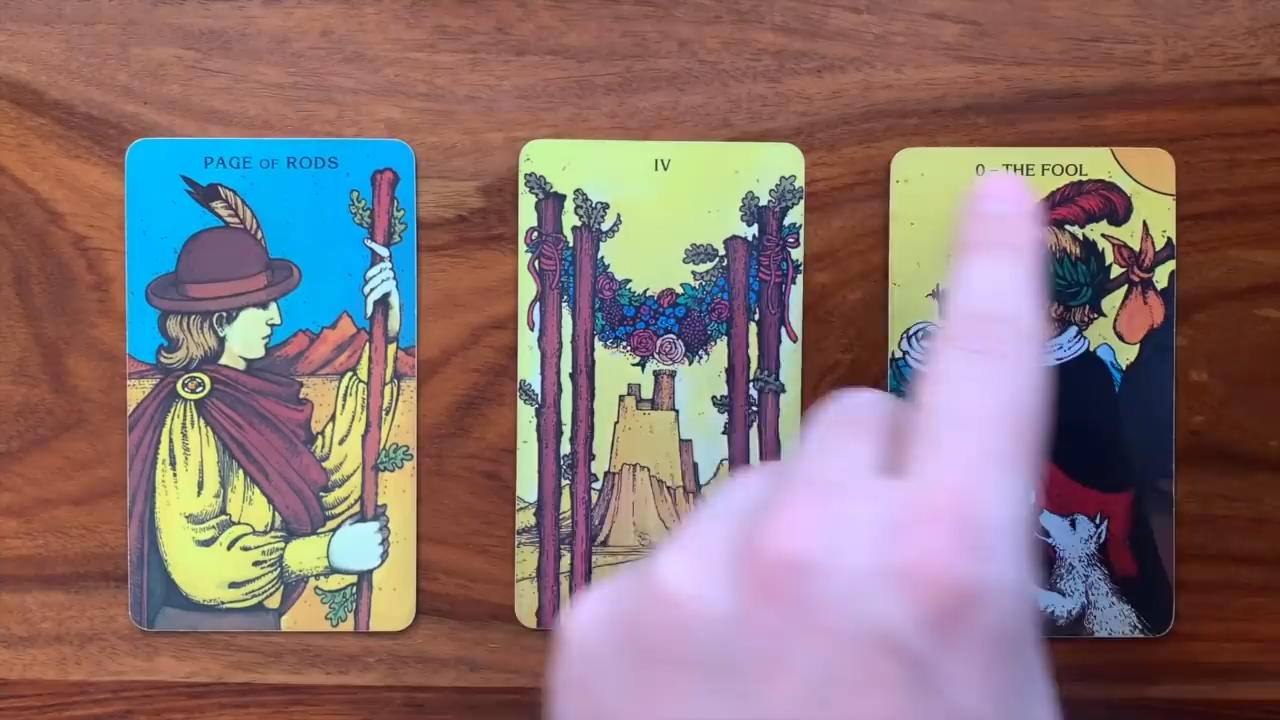 PAGE OF RODS
IV
0 – THE FOOL